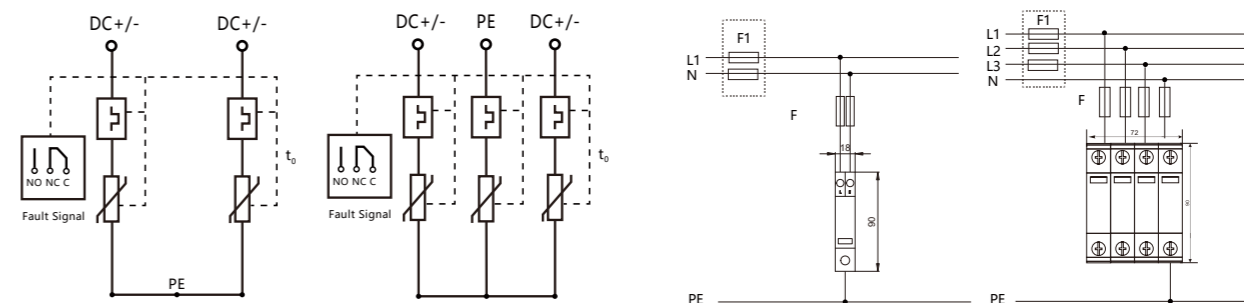 DC+/- DC+/-
NO NC C
Fault Signal
t₀
PE
DC+/- PE DC+/-
NO NC C
Fault Signal
t₀
F1
L1
N
F
18
90
PE
F1
L1
L2
L3
N
F
72
90
PE